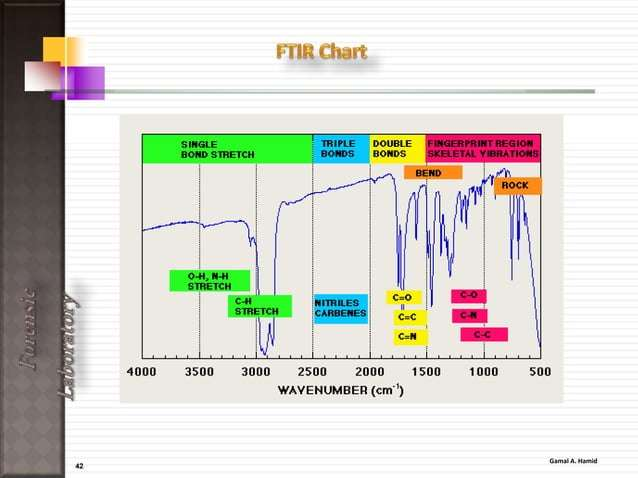 FTIR Chart
SINGLE
BOND STRETCH
TRIPLE
BONDS
DOUBLE
BONDS
FINGERPRINT REGION
SKELETAL VYIBRATIONS
BEND
ROCK
O-H, N-H
STRETCH
C-H
STRETCH
NITRILES
CARBENES
C=O
C=C
C=N
C-O
C-N
C-C
4000 3500 3000 2500 2000 1500 1000 500
WAVENUMBER (cm⁻¹)
Forensic
Laboratory
42
Gamal A. Hamid